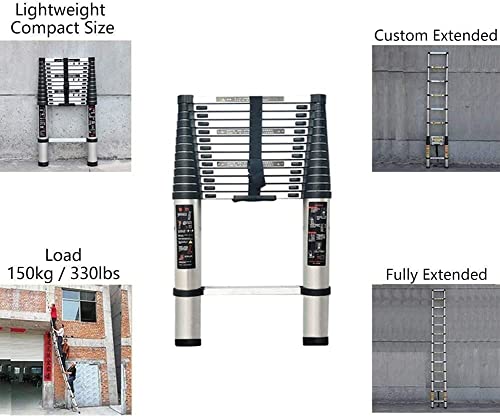 Lightweight
Compact Size
Custom Extended
Load
150kg / 330lbs
Fully Extended